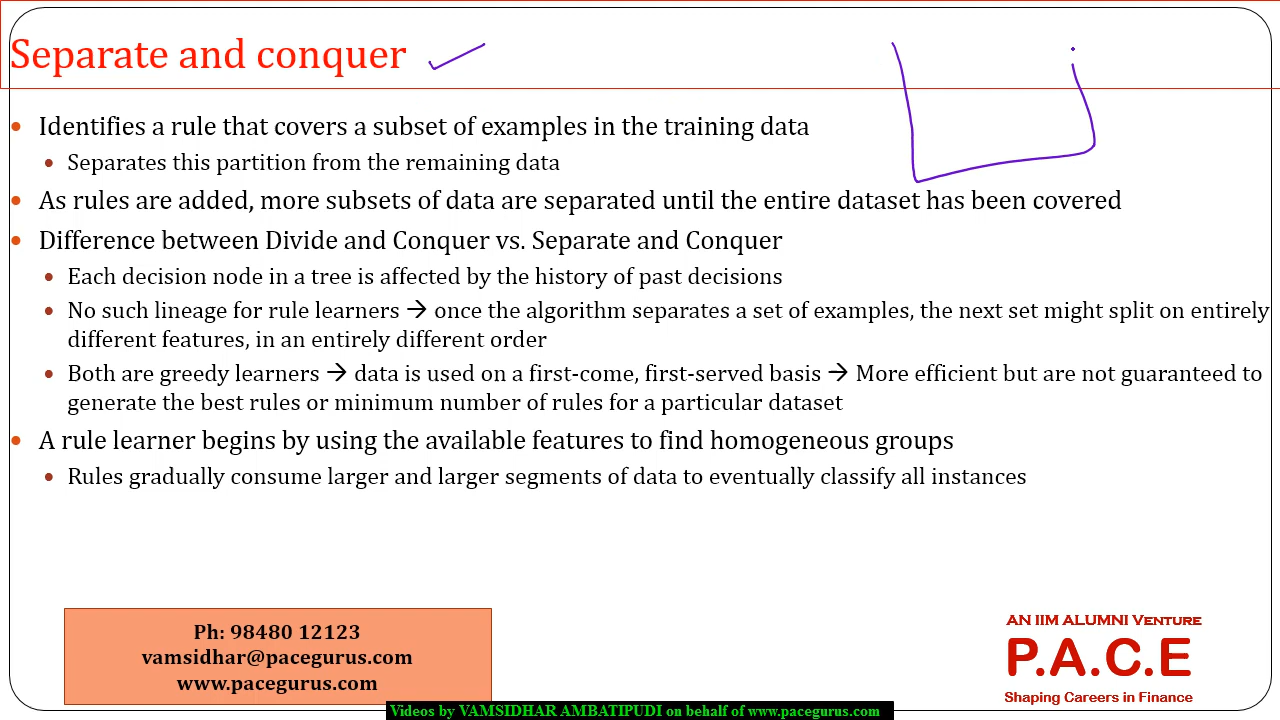 Separate and conquer
• Identifies a rule that covers a subset of examples in the training data
• Separates this partition from the remaining data
• As rules are added, more subsets of data are separated until the entire dataset has been covered
• Difference between Divide and Conquer vs. Separate and Conquer
• Each decision node in a tree is affected by the history of past decisions
• No such lineage for rule learners → once the algorithm separates a set of examples, the next set might split on entirely
different features, in an entirely different order
• Both are greedy learners → data is used on a first-come, first-served basis → More efficient but are not guaranteed to
generate the best rules or minimum number of rules for a particular dataset
• A rule learner begins by using the available features to find homogeneous groups
• Rules gradually consume larger and larger segments of data to eventually classify all instances
Ph: 98480 12123
vamsidhar@pacegurus.com
www.pacegurus.com
AN IIM ALUMNI VENTURE
P.A.C.E
Shaping Careers in Finance
Videos by VAMSIDHAR AMBATIPUDI on behalf of www.pacegurus.com